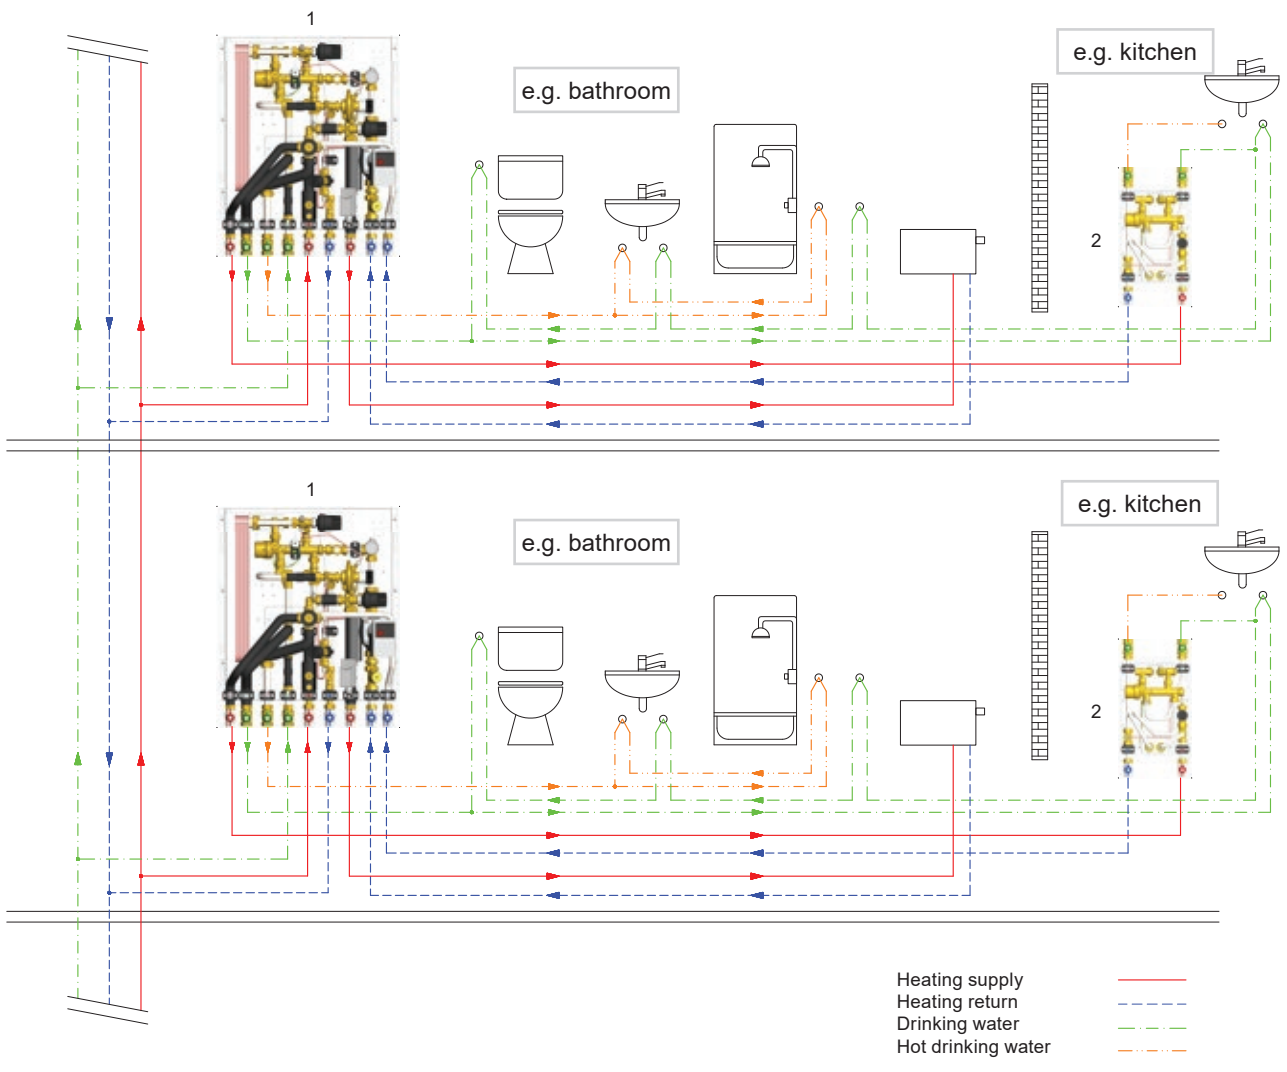 1
e.g. bathroom
e.g. kitchen
2
1
e.g. bathroom
e.g. kitchen
2
Heating supply
Heating return
Drinking water
Hot drinking water